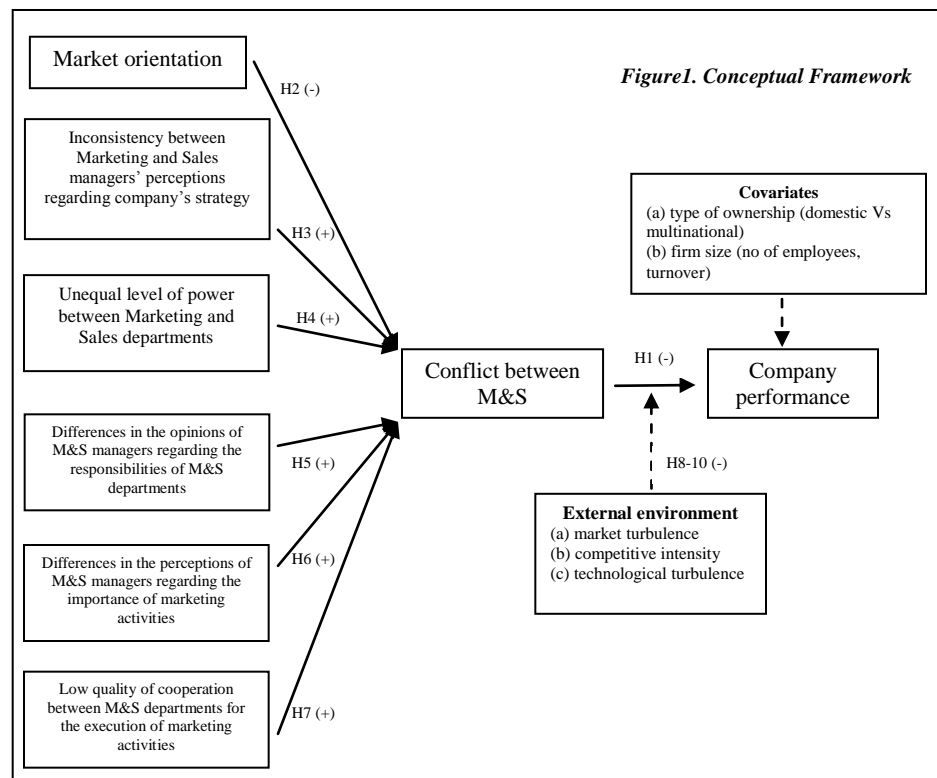 Market orientation
H2 (-)
Figure1. Conceptual Framework
Inconsistency between
Marketing and Sales
managers' perceptions
regarding company's strategy
H3 (+)
Covariates
(a) type of ownership (domestic Vs
multinational)
(b) firm size (no of employees,
turnover)
Unequal level of power
between Marketing and
Sales departments
H4 (+)
Conflict between
M&S
H1 (-)
Company
performance
Differences in the opinions of
M&S managers regarding the
responsibilities of M&S
departments
H5 (+)
H8-10 (-)
External environment
(a) market turbulence
(b) competitive intensity
(c) technological turbulence
Differences in the perceptions of
M&S managers regarding the
importance of marketing
activities
H6 (+)
Low quality of cooperation
between M&S departments for
the execution of marketing
activities
H7 (+)